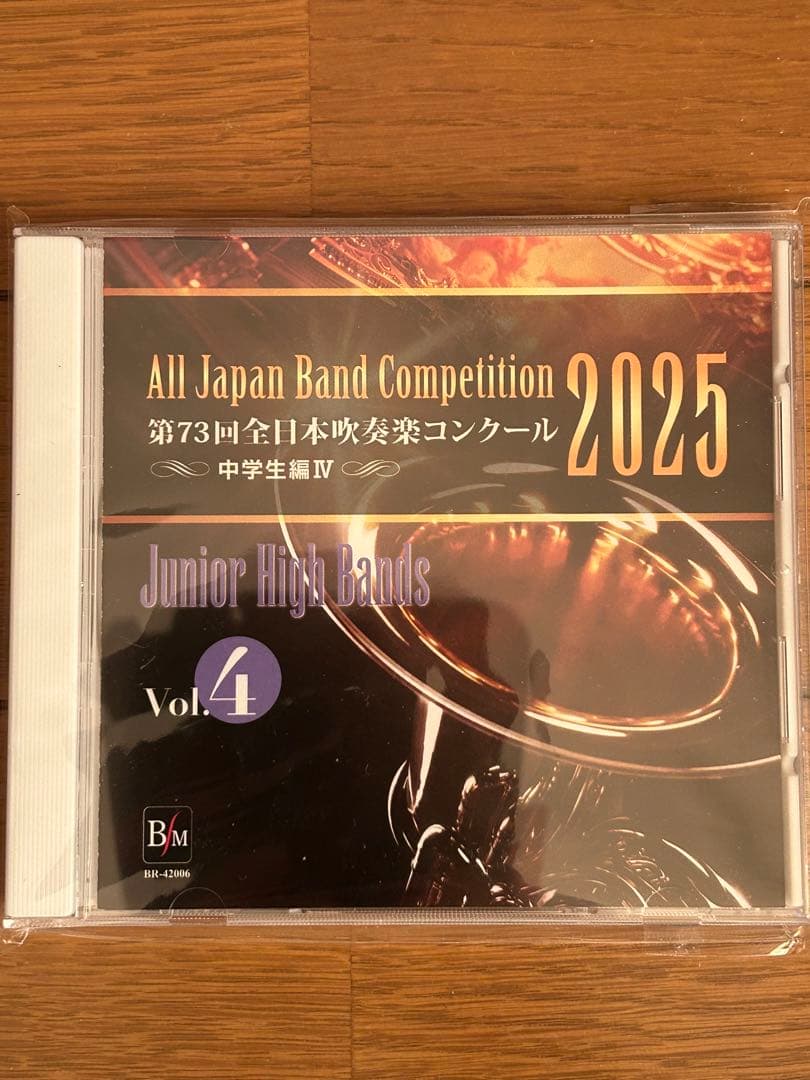 All Japan Band Competition 2025
第73回全日本吹奏楽コンクール
中学生編Ⅳ
Junior High Bands
Vol.4
BfM
BR-42006